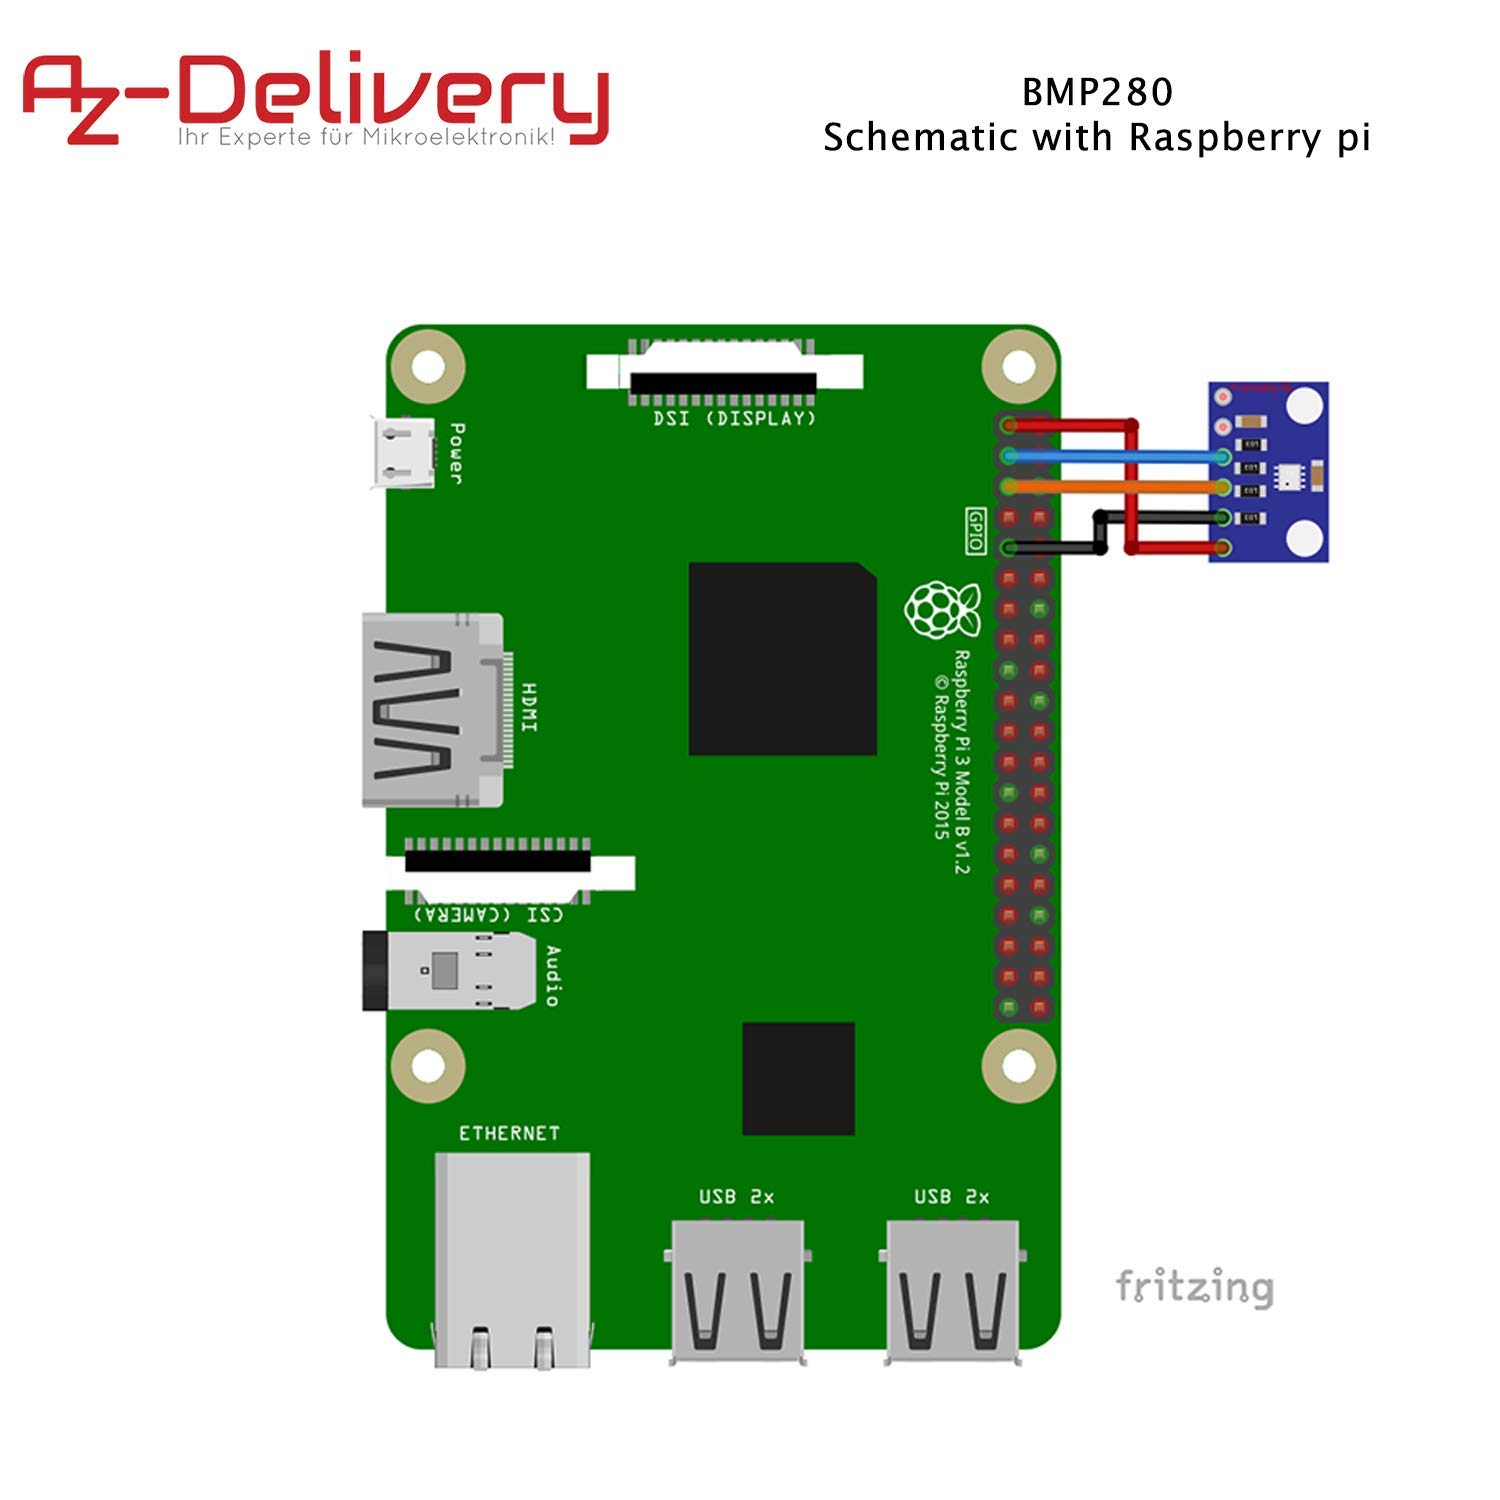 Az-Delivery
Ihr Experte für Mikroelektronik!
BMP280
Schematic with Raspberry pi
DSI (DISPLAY)
Power
GPIO
HDMI
Raspberry Pi 3 Model B v1.2
© Raspberry Pi 2015
CSI (CAMERA)
Audio
ETHERNET
USB 2x
USB 2x
fritzing